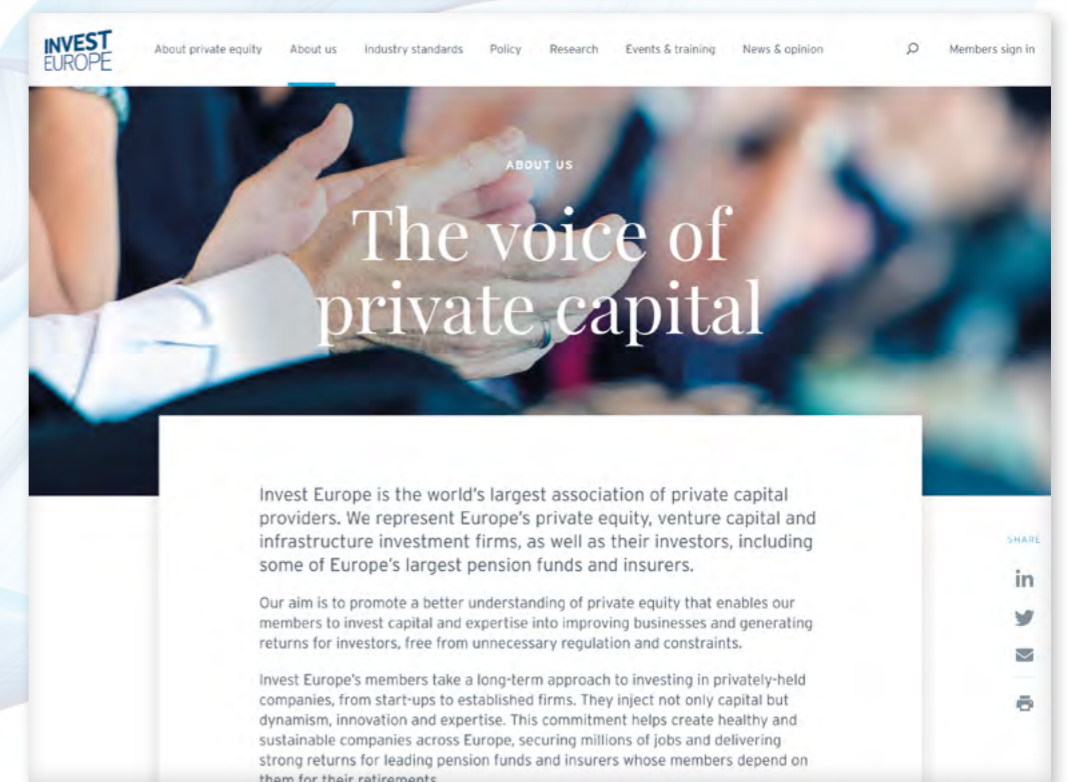 INVEST
EUROPE
About private equity About us Industry standards Policy Research Events & training News & opinion Members sign in
ABOUT US
The voice of
private capital
Invest Europe is the world's largest association of private capital
providers. We represent Europe's private equity, venture capital and
infrastructure investment firms, as well as their investors, including
some of Europe's largest pension funds and insurers.
SHARE
in
Our aim is to promote a better understanding of private equity that enables our
members to invest capital and expertise into improving businesses and generating
returns for investors, free from unnecessary regulation and constraints.
Invest Europe's members take a long-term approach to investing in privately-held
companies, from start-ups to established firms. They inject not only capital but
dynamism, innovation and expertise. This commitment helps create healthy and
sustainable companies across Europe, securing millions of jobs and delivering
strong returns for leading pension funds and insurers whose members depend on
them for their retirements